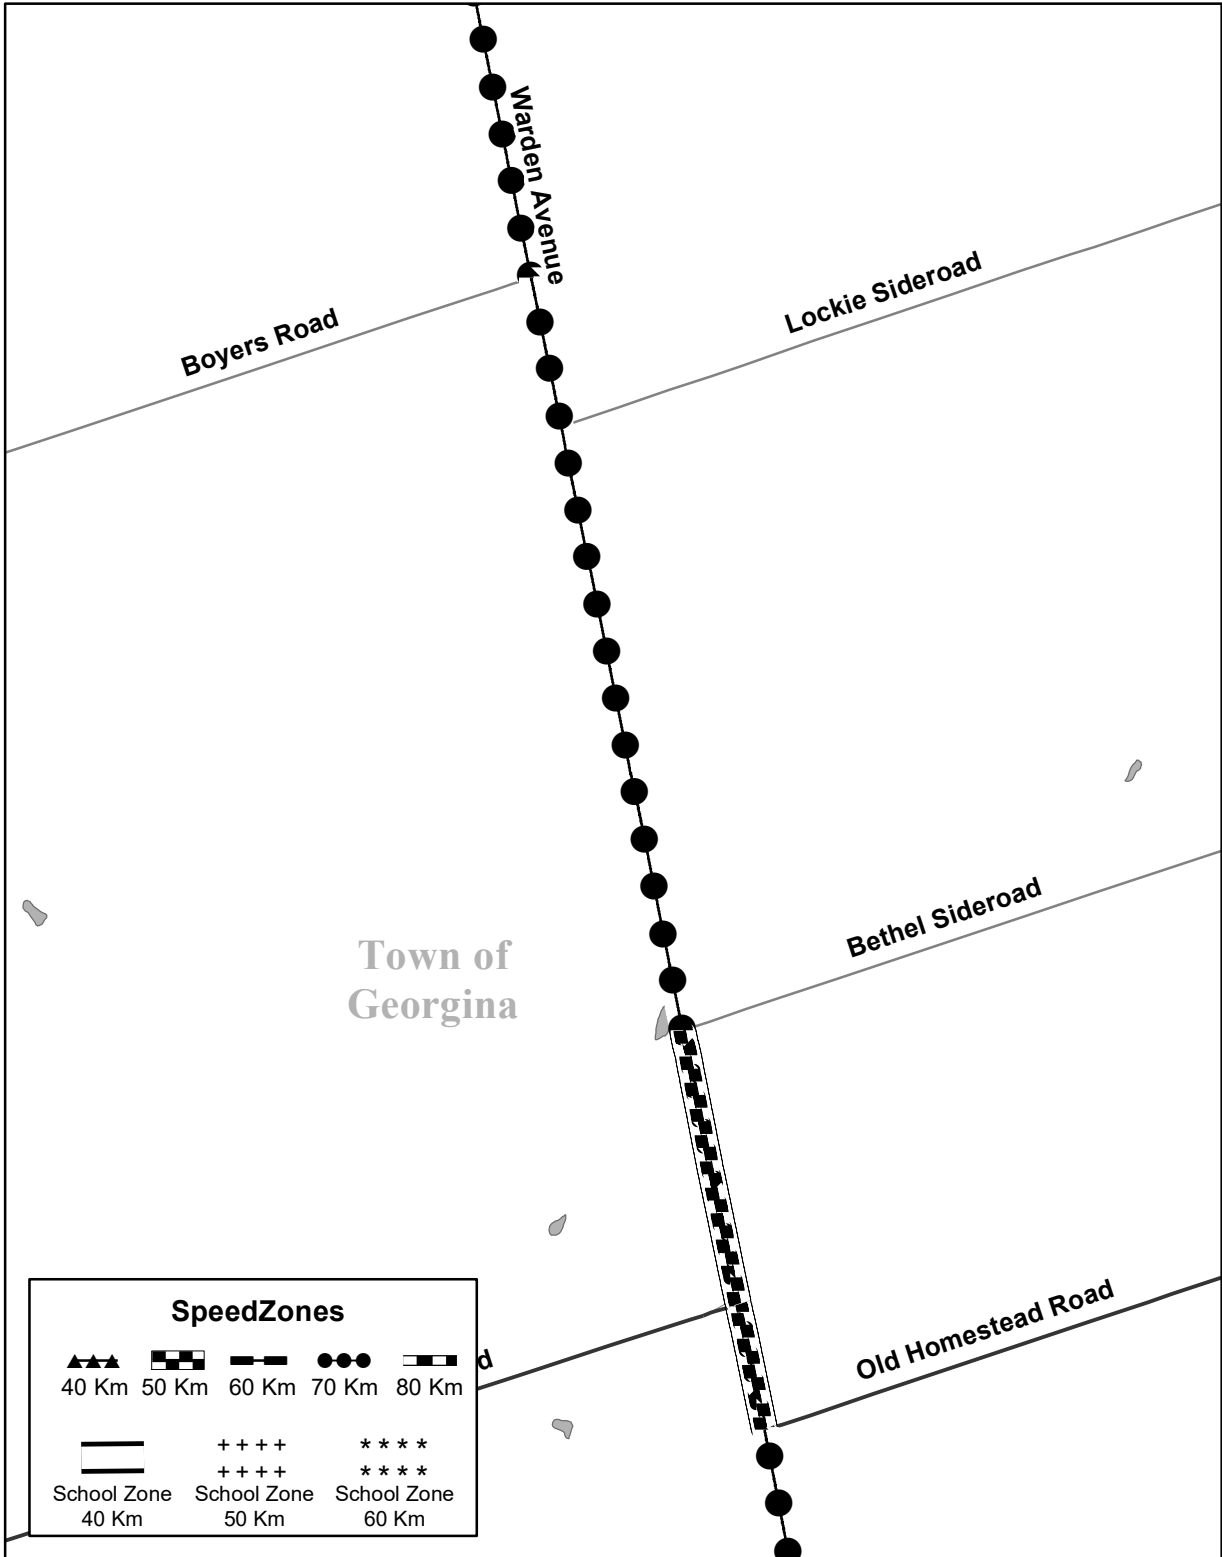 Warden Avenue
Lockie Sideroad
Boyers Road
Bethel Sideroad
Town of
Georgina
Old Homestead Road
d
SpeedZones
40 Km 50 Km 60 Km 70 Km 80 Km
+ + + + * * * *
+ + + + * * * *
School Zone School Zone School Zone
40 Km 50 Km 60 Km